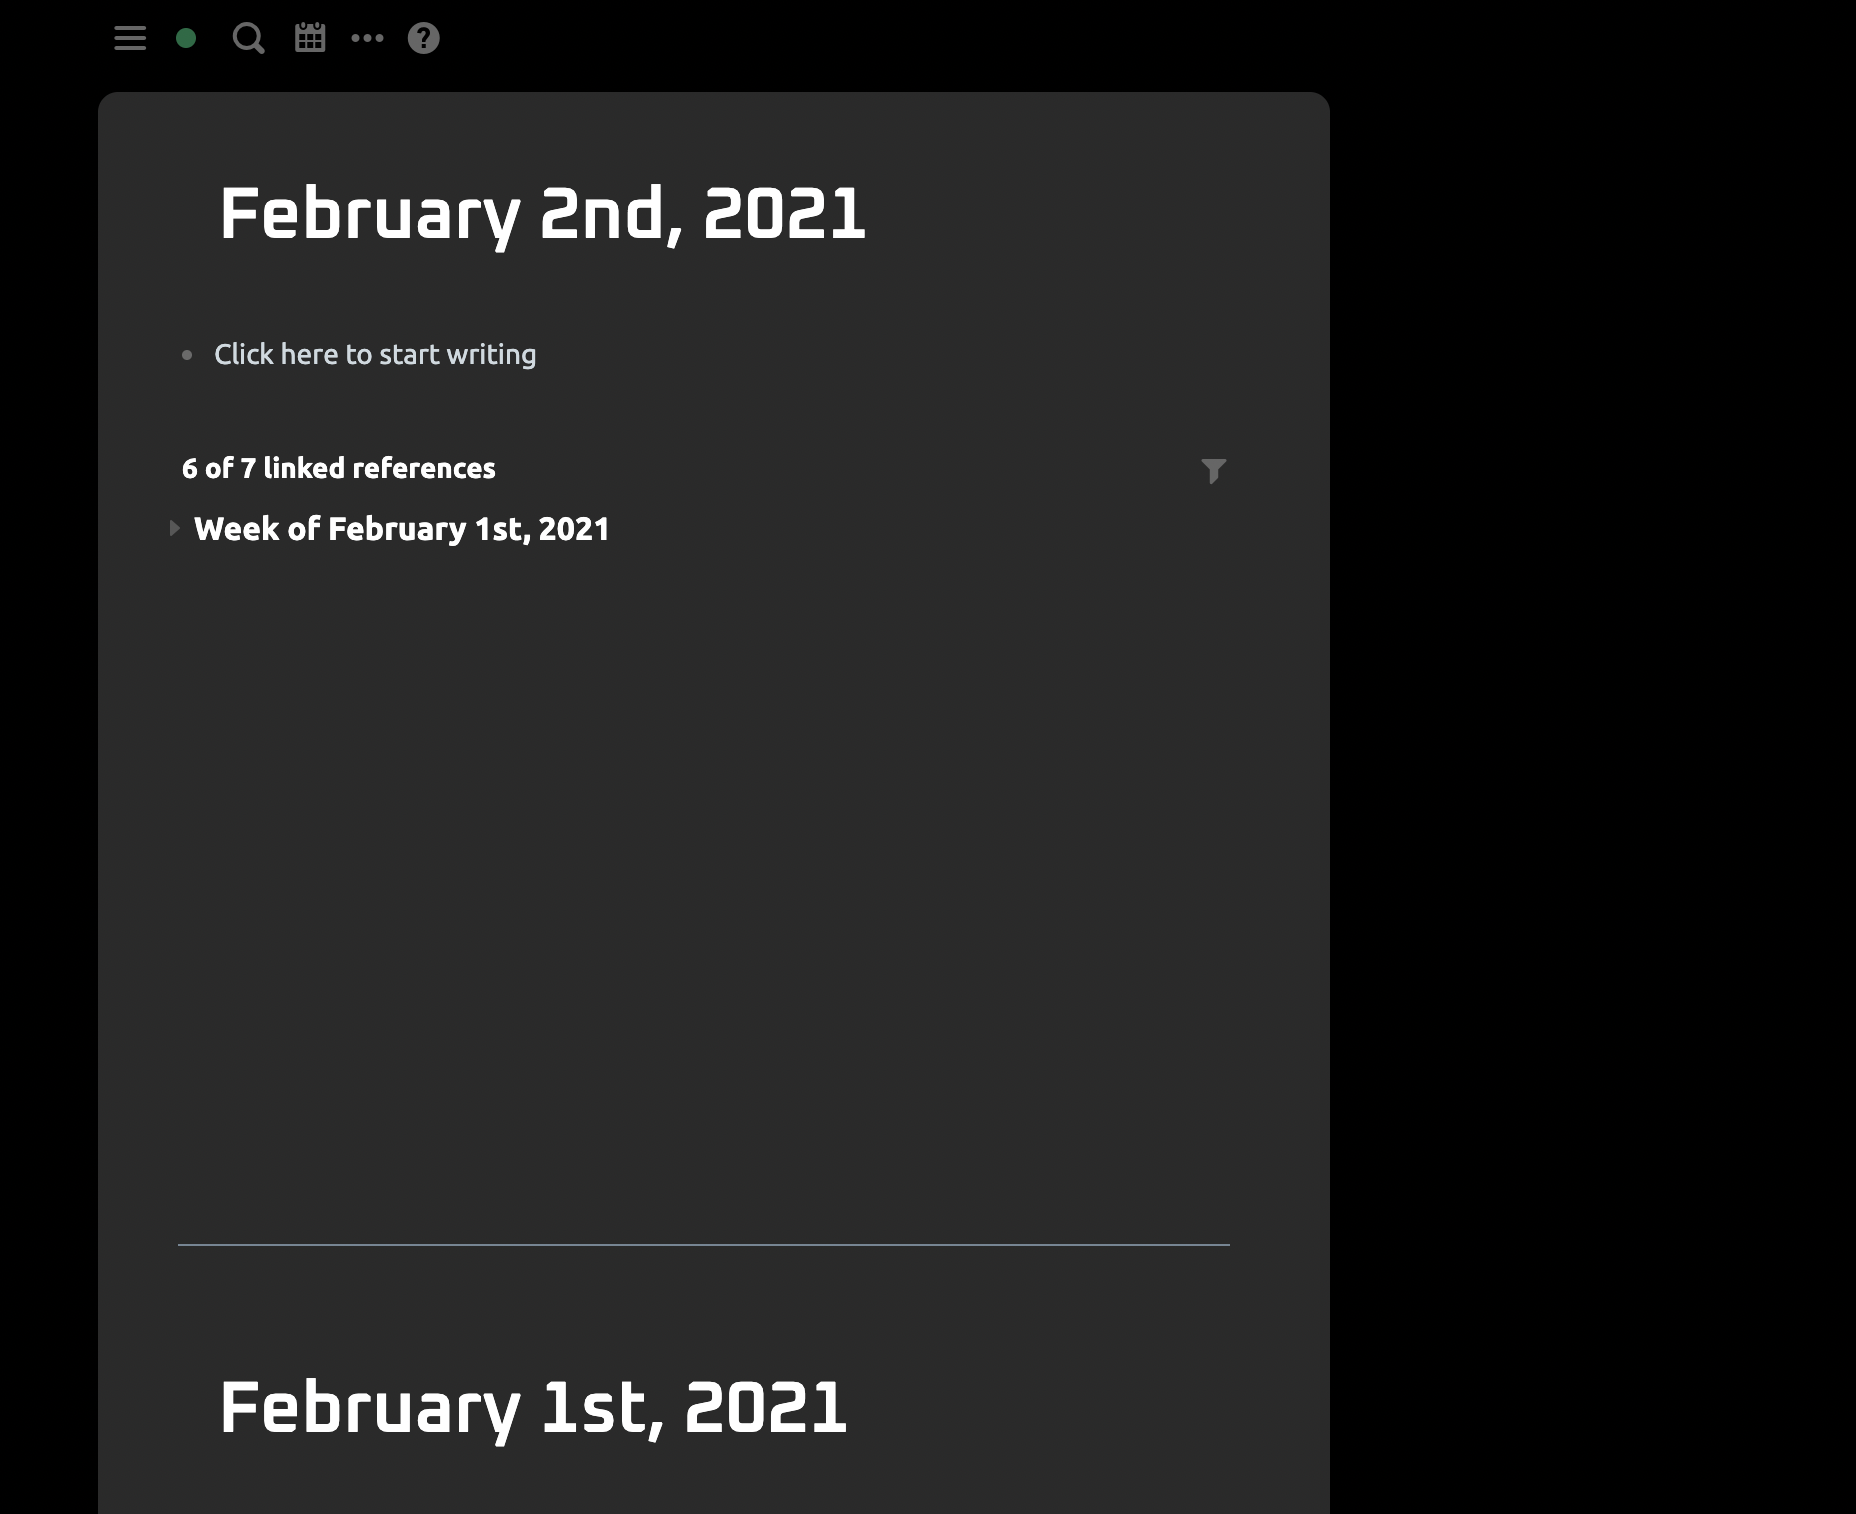 February 2nd, 2021
Click here to start writing
6 of 7 linked references
Week of February 1st, 2021
February 1st, 2021